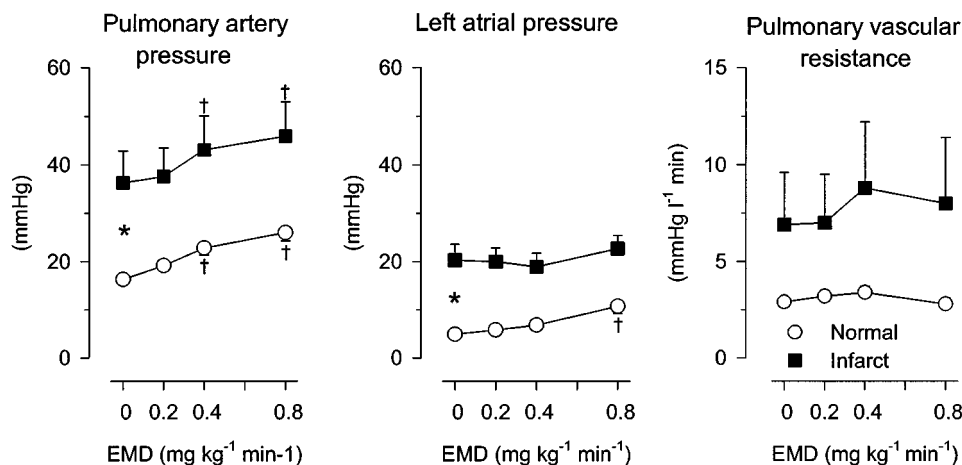 Pulmonary artery
pressure
60
40
20
0
(mmHg)
†
†
*
†
†
0 0.2 0.4 0.8
EMD (mg kg⁻¹ min-1)
Left atrial pressure
60
40
20
0
(mmHg)
*
†
0 0.2 0.4 0.8
EMD (mg kg⁻¹ min⁻¹)
Pulmonary vascular
resistance
15
10
5
0
(mmHg l⁻¹ min)
Normal
Infarct
0 0.2 0.4 0.8
EMD (mg kg⁻¹ min⁻¹)